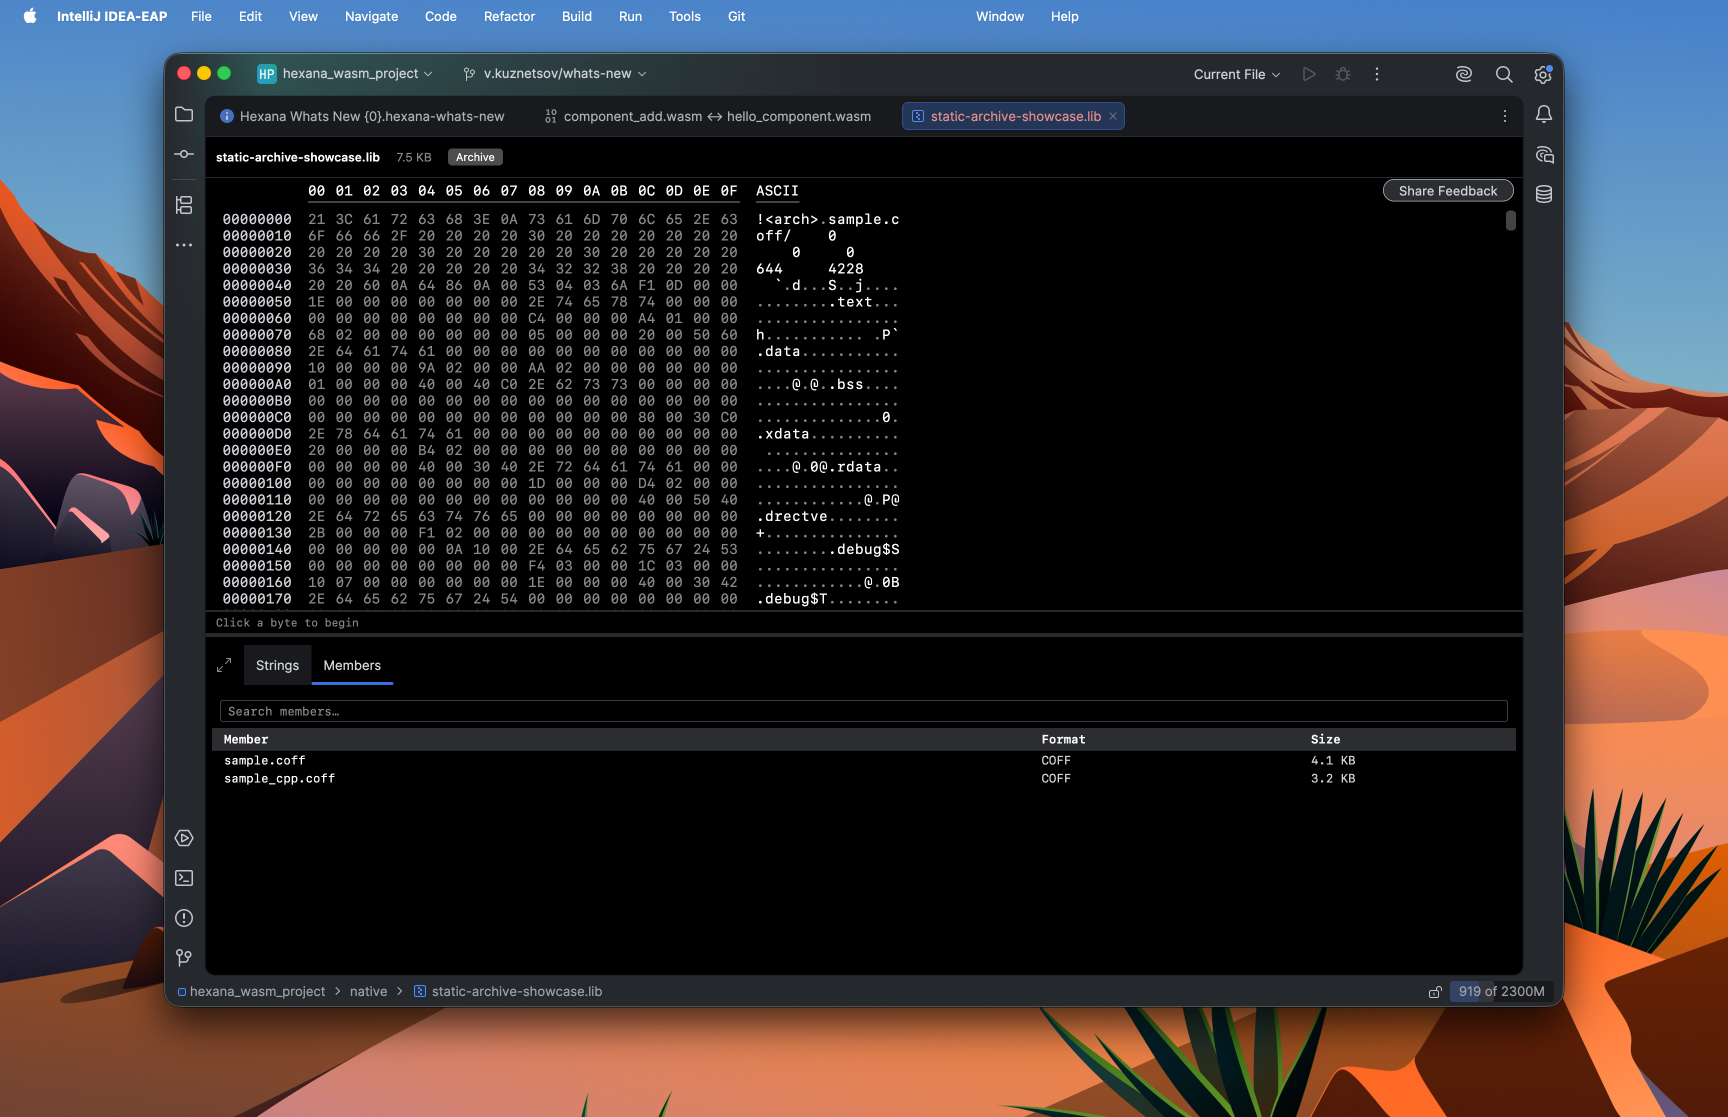 IntelliJ IDEA-EAP File Edit View Navigate Code Refactor Build Run Tools Git Window Help
HP hexana_wasm_project v.kuznetsov/whats-new Current File
Hexana Whats New {0}.hexana-whats-new component_add.wasm ↔ hello_component.wasm static-archive-showcase.lib
static-archive-showcase.lib 7.5 KB Archive
00 01 02 03 04 05 06 07 08 09 0A 0B 0C 0D 0E 0F ASCII Share Feedback
00000000 21 3C 61 72 63 68 3E 0A 73 61 6D 70 6C 65 2E 63 !<arch>.sample.c
00000010 6F 66 66 2F 20 20 20 20 30 20 20 20 20 20 20 20 off/    0
00000020 20 20 20 20 30 20 20 20 20 20 30 20 20 20 20 20     0     0
00000030 36 34 34 20 20 20 20 20 34 32 32 38 20 20 20 20 644     4228
00000040 20 20 60 0A 64 86 0A 00 53 04 03 6A F1 0D 00 00   `.d...S..j....
00000050 1E 00 00 00 00 00 00 00 2E 74 65 78 74 00 00 00 .........text...
00000060 00 00 00 00 00 00 00 00 C4 00 00 00 A4 01 00 00 ................
00000070 68 02 00 00 00 00 00 00 05 00 00 00 20 00 50 60 h........... .P`
00000080 2E 64 61 74 61 00 00 00 00 00 00 00 00 00 00 00 .data...........
00000090 10 00 00 00 9A 02 00 00 AA 02 00 00 00 00 00 00 ................
000000A0 01 00 00 00 40 00 40 C0 2E 62 73 73 00 00 00 00 ....@.@..bss....
000000B0 00 00 00 00 00 00 00 00 00 00 00 00 00 00 00 00 ................
000000C0 00 00 00 00 00 00 00 00 00 00 00 00 80 00 30 C0 ..............0.
000000D0 2E 78 64 61 74 61 00 00 00 00 00 00 00 00 00 00 .xdata..........
000000E0 20 00 00 00 B4 02 00 00 00 00 00 00 00 00 00 00  ...............
000000F0 00 00 00 00 40 00 30 40 2E 72 64 61 74 61 00 00 ....@.0@.rdata..
00000100 00 00 00 00 00 00 00 00 1D 00 00 00 D4 02 00 00 ................
00000110 00 00 00 00 00 00 00 00 00 00 00 00 40 00 50 40 ............@.P@
00000120 2E 64 72 65 63 74 76 65 00 00 00 00 00 00 00 00 .drectve........
00000130 2B 00 00 00 F1 02 00 00 00 00 00 00 00 00 00 00 +...............
00000140 00 00 00 00 00 0A 10 00 2E 64 65 62 75 67 24 53 .........debug$S
00000150 00 00 00 00 00 00 00 00 F4 03 00 00 1C 03 00 00 ................
00000160 10 07 00 00 00 00 00 00 1E 00 00 00 40 00 30 42 ............@.0B
00000170 2E 64 65 62 75 67 24 54 00 00 00 00 00 00 00 00 .debug$T........
Click a byte to begin
Strings Members
Search members…
Member Format Size
sample.coff COFF 4.1 KB
sample_cpp.coff COFF 3.2 KB
hexana_wasm_project > native > static-archive-showcase.lib 919 of 2300M